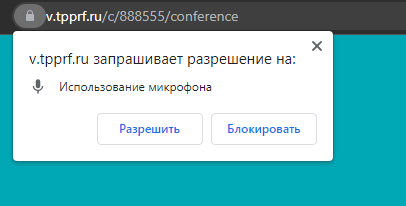 v.tpprf.ru/c/888555/conference
v.tpprf.ru запрашивает разрешение на:
Использование микрофона
Разрешить Блокировать